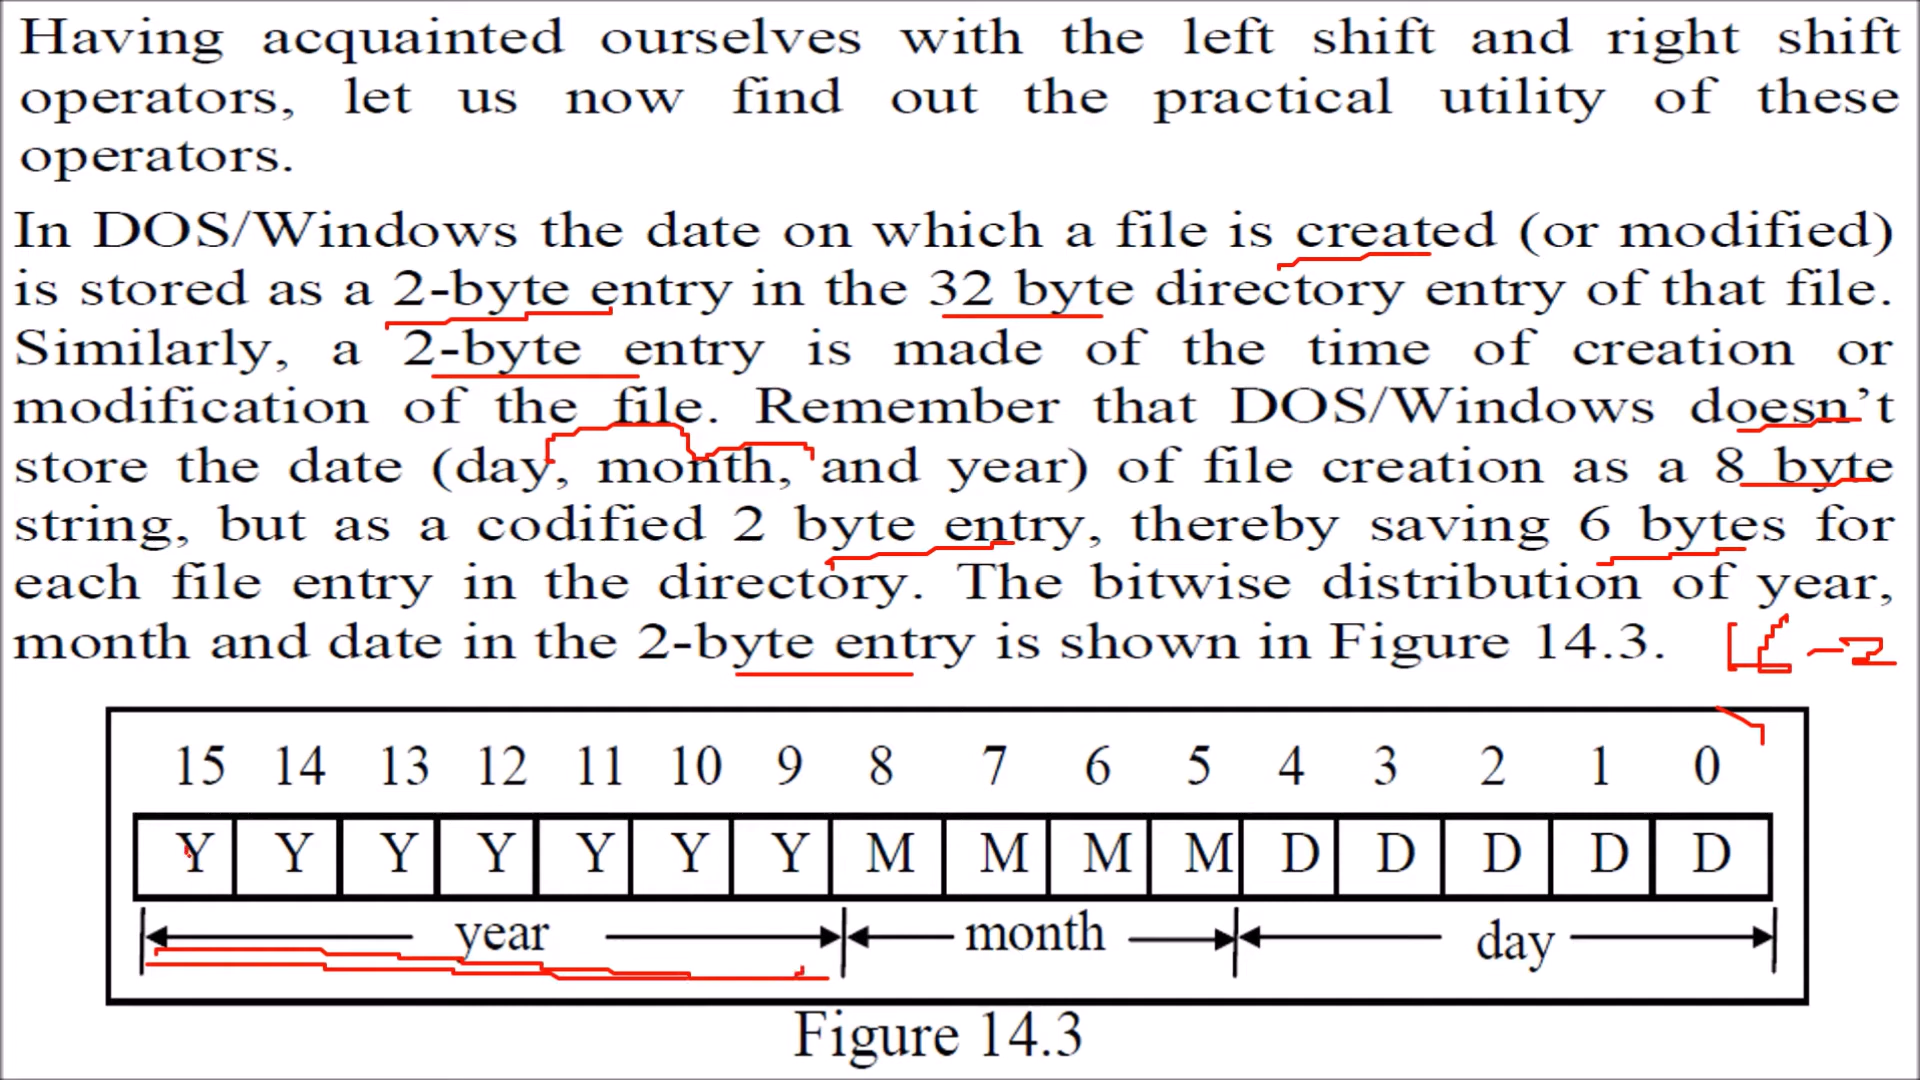 Having acquainted ourselves with the left shift and right shift
operators, let us now find out the practical utility of these
operators.
In DOS/Windows the date on which a file is created (or modified)
is stored as a 2-byte entry in the 32 byte directory entry of that file.
Similarly, a 2-byte entry is made of the time of creation or
modification of the file. Remember that DOS/Windows doesn’t
store the date (day, month, and year) of file creation as a 8 byte
string, but as a codified 2 byte entry, thereby saving 6 bytes for
each file entry in the directory. The bitwise distribution of year,
month and date in the 2-byte entry is shown in Figure 14.3.
15 14 13 12 11 10 9 8 7 6 5 4 3 2 1 0
Y Y Y Y Y Y Y M M M M D D D D D
year month day
Figure 14.3